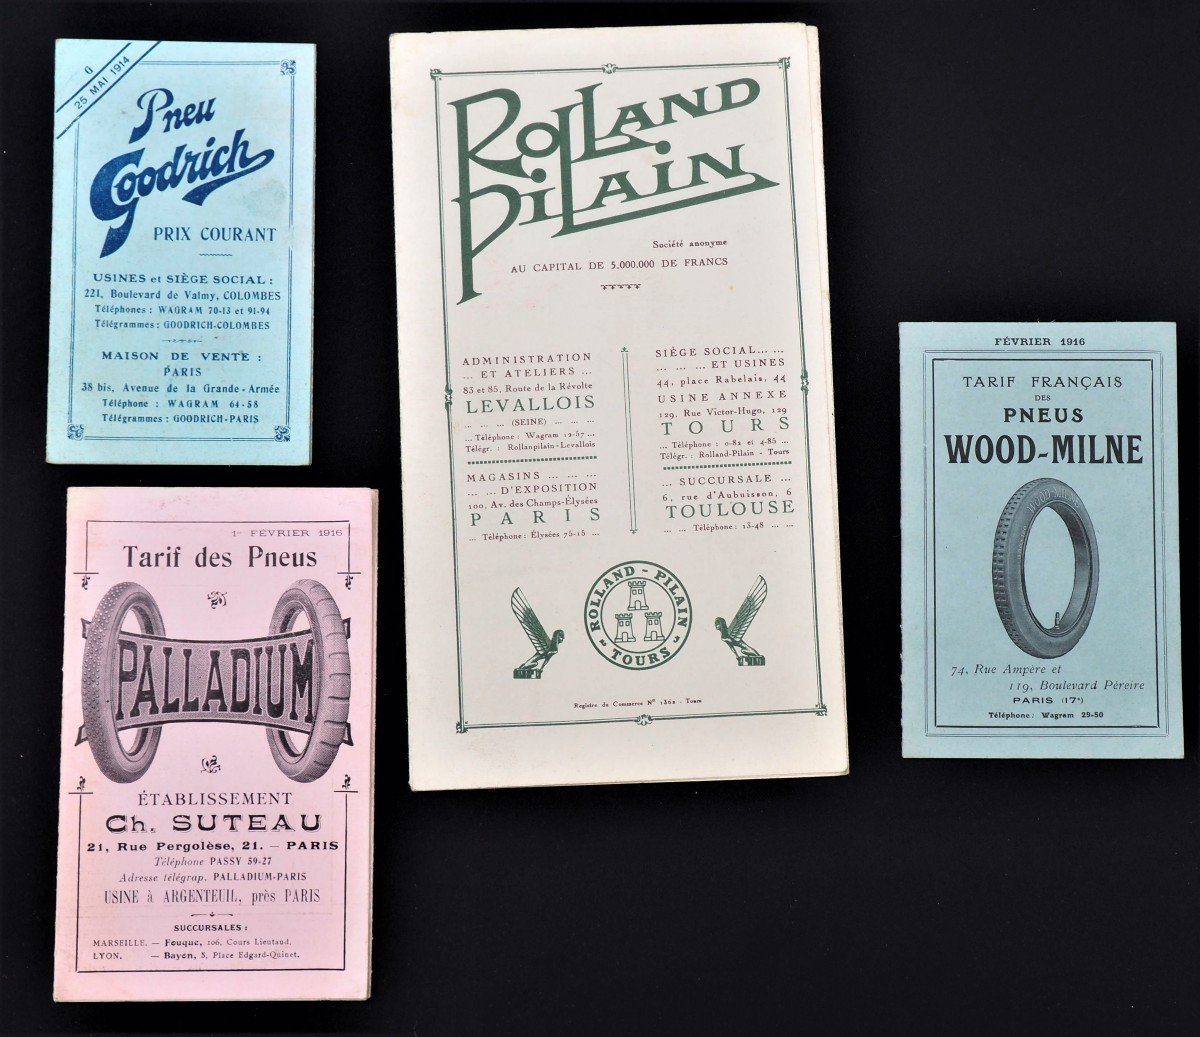 G
25 MAI 1914
Pneu
Goodrich
PRIX COURANT
USINES et SIÈGE SOCIAL :
221, Boulevard de Valmy, COLOMBES
Téléphones : WAGRAM 70-13 et 91-94
Télégrammes : GOODRICH-COLOMBES
MAISON DE VENTE :
PARIS
38 bis, Avenue de la Grande-Armée
Téléphone : WAGRAM 64-58
Télégrammes : GOODRICH-PARIS
1er FÉVRIER 1916
Tarif des Pneus
PALLADIUM
ÉTABLISSEMENT
Ch. SUTEAU
21, Rue Pergolèse, 21. – PARIS
Téléphone PASSY 59-27
Adresse télégrap. PALLADIUM-PARIS
USINE à ARGENTEUIL, près PARIS
SUCCURSALES :
MARSEILLE. — Fouque, 106, Cours Lieutaud.
LYON. — Bayon, 8, Place Edgard-Quinet.
ROLLAND
PILAIN
Société anonyme
AU CAPITAL DE 5.000.000 DE FRANCS
ADMINISTRATION
... ET ATELIERS ...
83 et 85, Route de la Révolte
LEVALLOIS
... ... ... (SEINE) ... ... ...
... Téléphone : Wagram 12-57 ...
Télégr. : Rollanpilain-Levallois
MAGASINS ... ... ...
... ... D'EXPOSITION
100, Av. des Champs-Élysées
PARIS
... Téléphone : Élysées 75-15 ...
SIÈGE SOCIAL ... ...
... ... ... ET USINES
44, place Rabelais, 44
USINE ANNEXE
129, Rue Victor-Hugo, 129
TOURS
... Téléphone : 0-82 et 4-85 ...
Télégr. : Rolland-Pilain - Tours
... SUCCURSALE ...
6, rue d'Aubuisson, 6
TOULOUSE
... ... Téléphone : 13-48 ... ...
ROLLAND - PILAIN
TOURS
Registre du Commerce N° 1362 - Tours
FÉVRIER 1916
TARIF FRANÇAIS
DES
PNEUS
WOOD-MILNE
WOOD-MILNE
74, Rue Ampère et
119, Boulevard Péreire
PARIS (17e)
Téléphone : Wagram 29-50